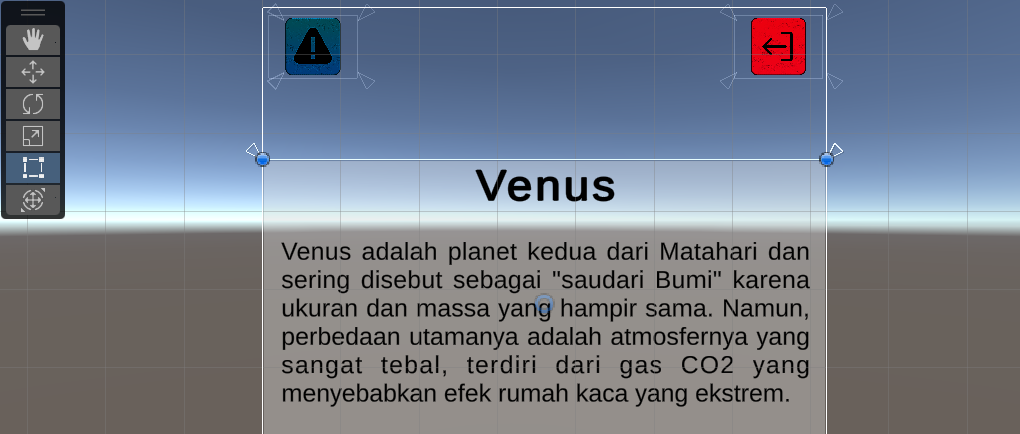 Venus
Venus adalah planet kedua dari Matahari dan
sering disebut sebagai "saudari Bumi" karena
ukuran dan massa yang hampir sama. Namun,
perbedaan utamanya adalah atmosfernya yang
sangat tebal, terdiri dari gas CO2 yang
menyebabkan efek rumah kaca yang ekstrem.